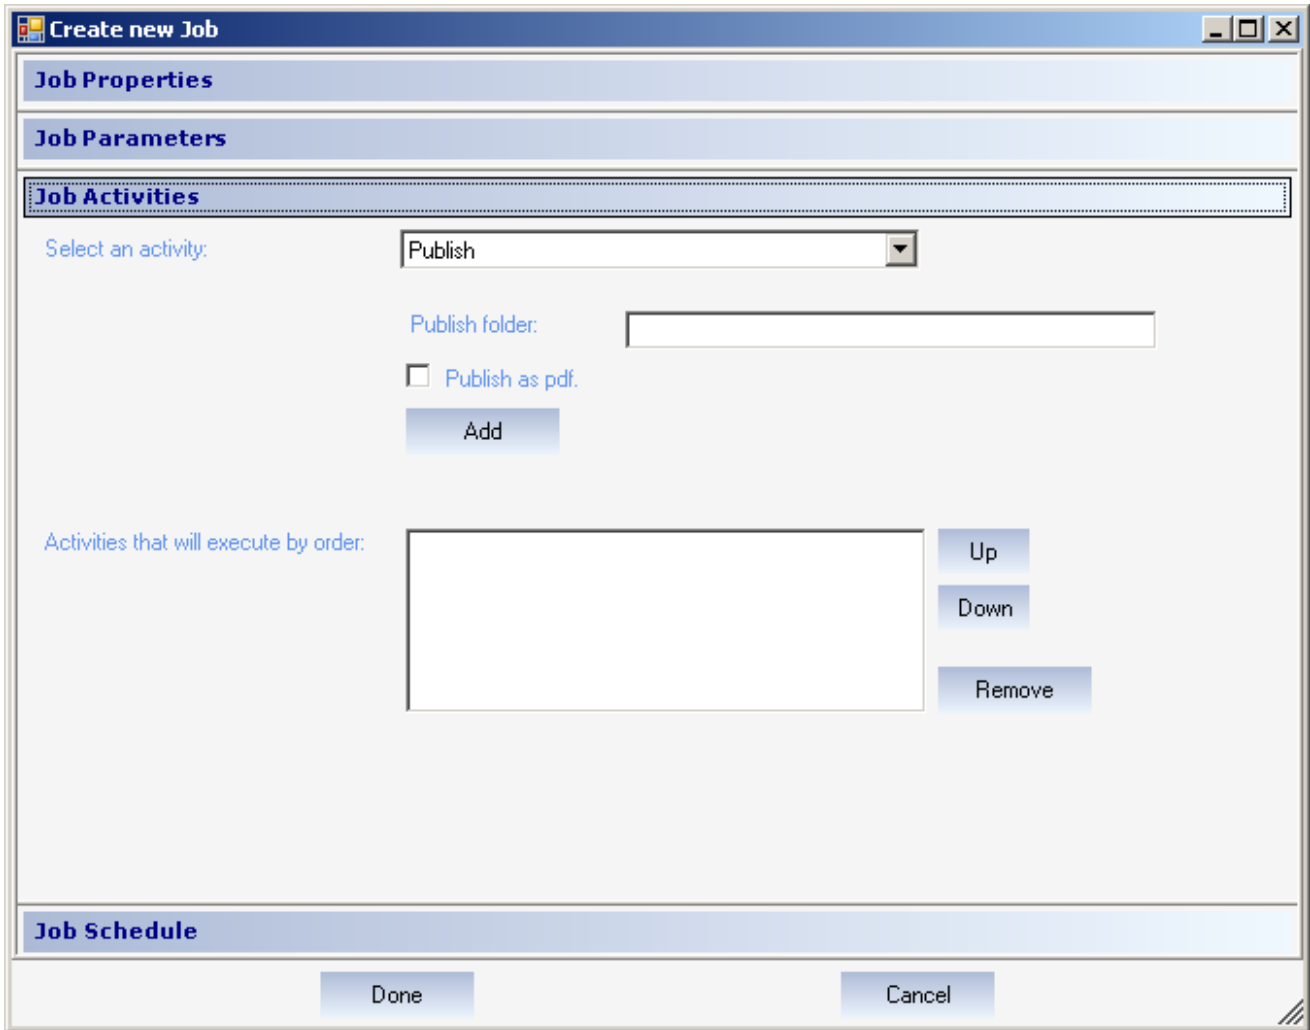 Create new Job
Job Properties
Job Parameters
Job Activities
Select an activity: Publish
Publish folder:
Publish as pdf.
Add
Activities that will execute by order:
Up
Down
Remove
Job Schedule
Done Cancel